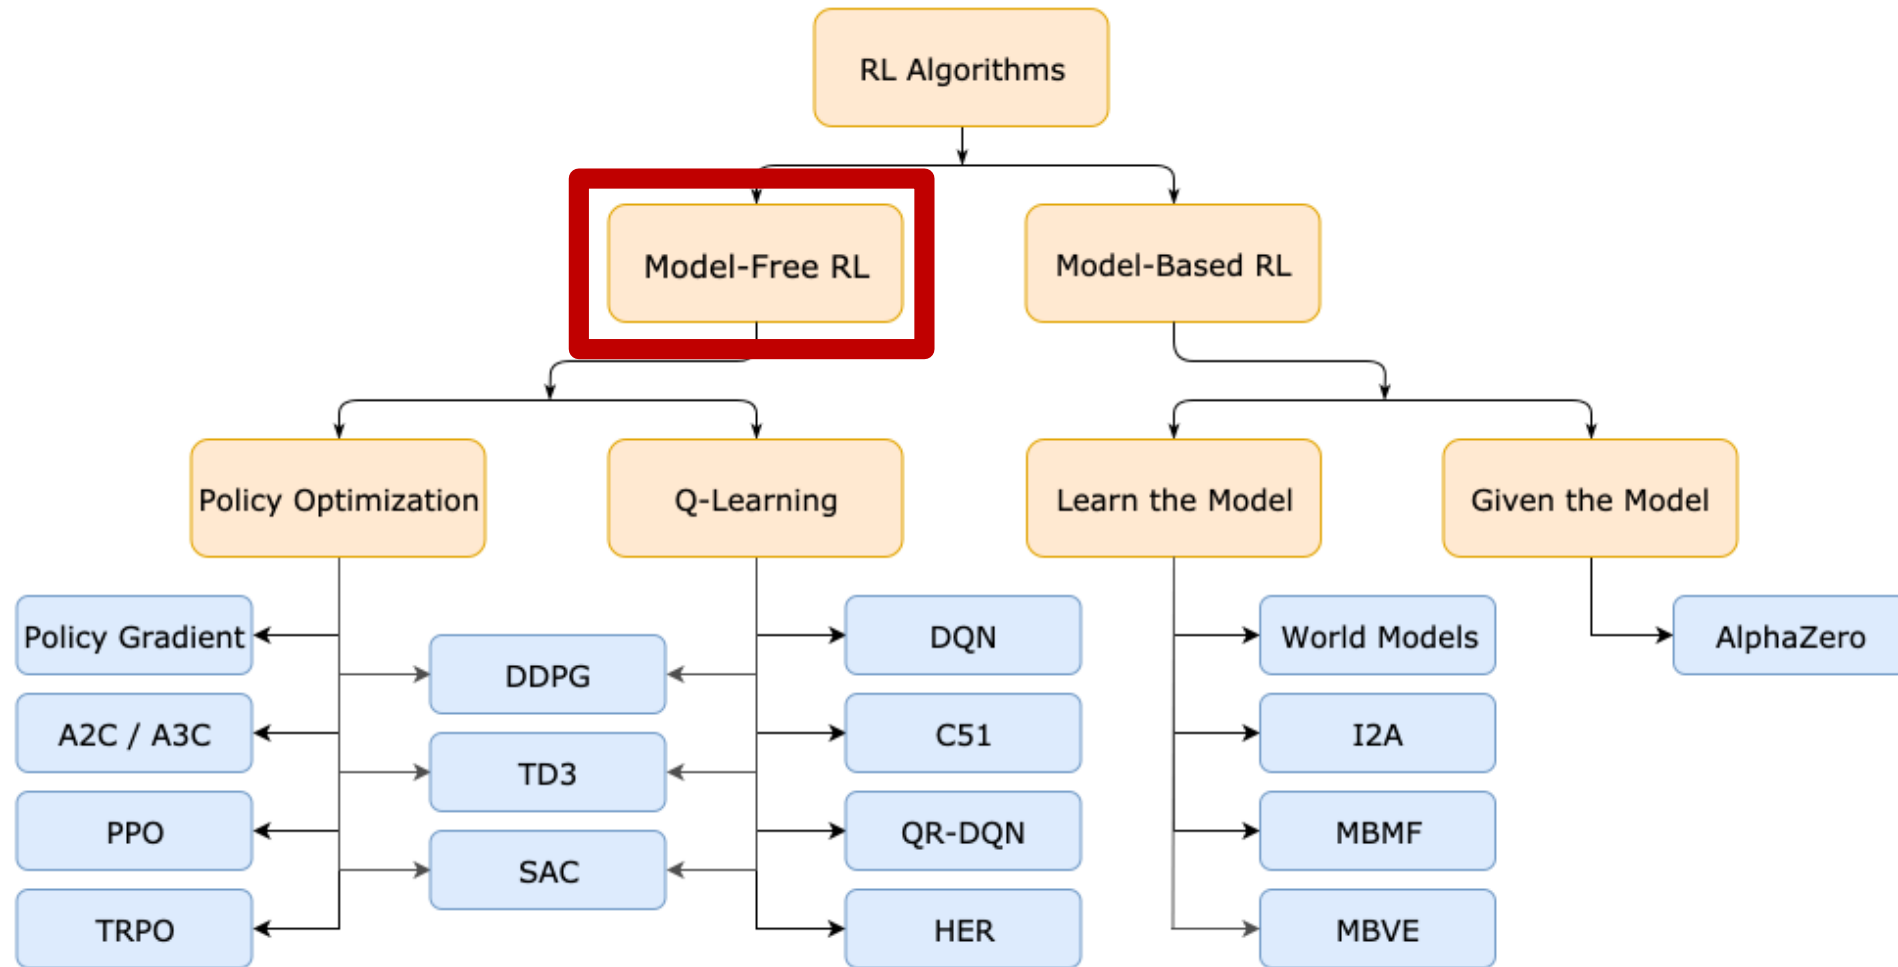 RL Algorithms
Model-Free RL
Model-Based RL
Policy Optimization
Q-Learning
Learn the Model
Given the Model
Policy Gradient
DDPG
DQN
World Models
AlphaZero
A2C / A3C
TD3
C51
I2A
PPO
SAC
QR-DQN
MBMF
TRPO
HER
MBVE